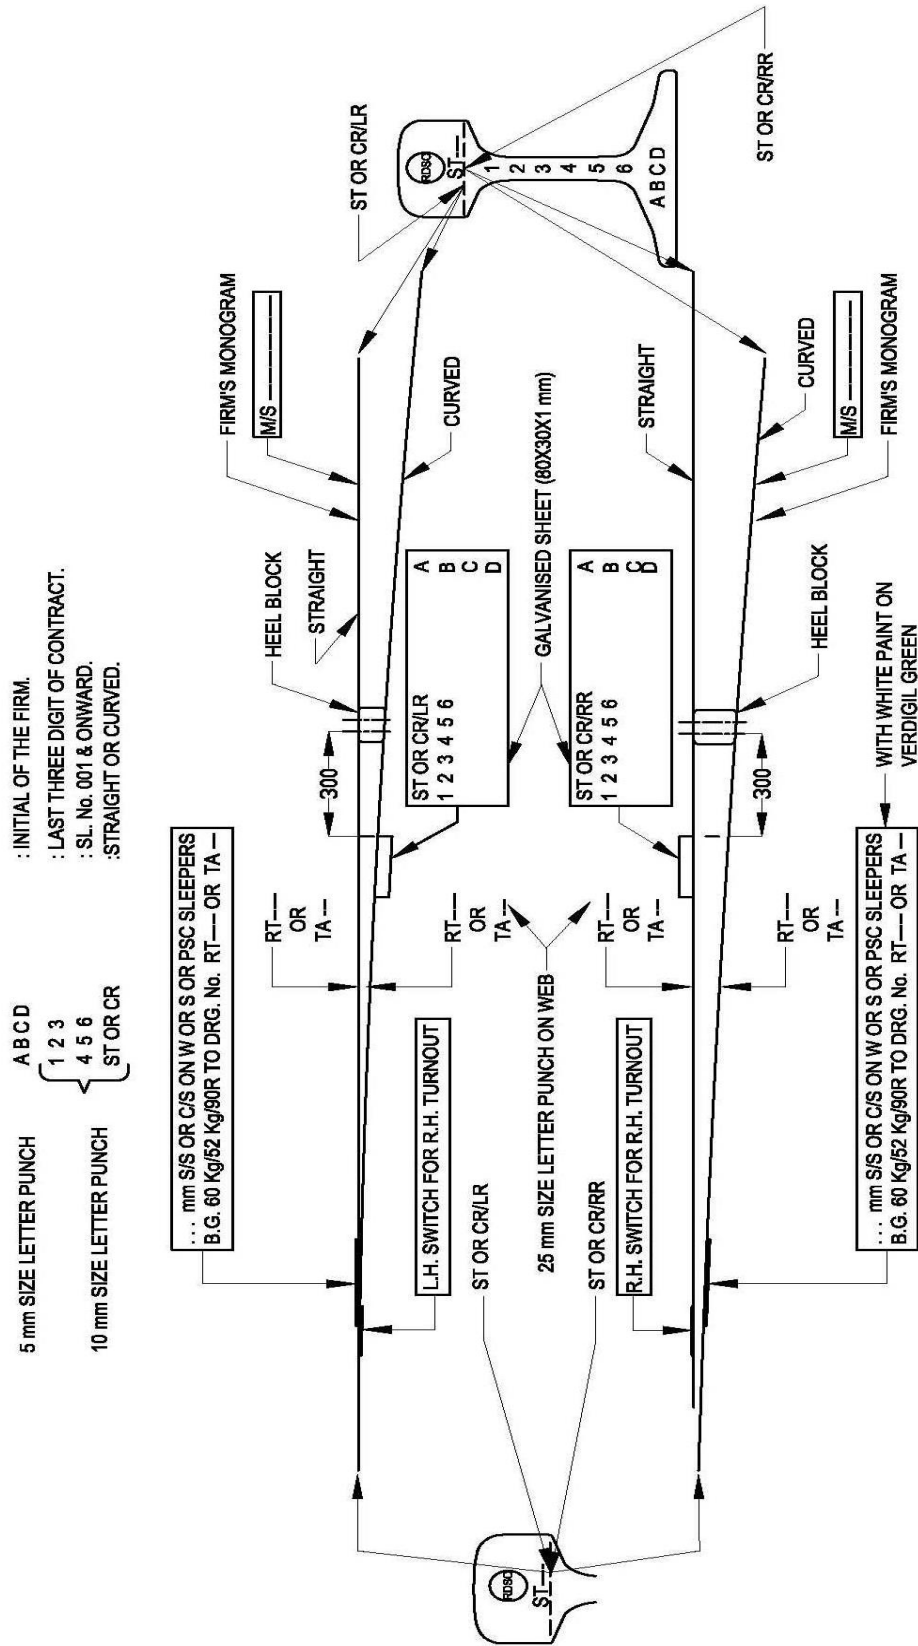 5 mm SIZE LETTER PUNCH
A B C D
: INITIAL OF THE FIRM.
1 2 3
: LAST THREE DIGIT OF CONTRACT.
10 mm SIZE LETTER PUNCH
4 5 6
: SL. No. 001 & ONWARD.
ST OR CR
:STRAIGHT OR CURVED.
... mm S/S OR C/S ON W OR S OR PSC SLEEPERS
B.G. 60 Kg/52 Kg/90R TO DRG. No. RT---- OR TA ---
FIRM'S MONOGRAM
M/S ------------
HEEL BLOCK
STRAIGHT
ST OR CR/LR
RT----
OR
TA ---
300
CURVED
L.H. SWITCH FOR R.H. TURNOUT
RT----
OR
TA ---
ST OR CR/LR
1 2 3 4 5 6
A
B
C
D
RDSO
ST---
1
2
3
4
5
6
A B C D
ST OR CR/LR
25 mm SIZE LETTER PUNCH ON WEB
GALVANISED SHEET (80X30X1 mm)
RDSO
ST---
ST OR CR/RR
RT----
OR
TA ---
ST OR CR/RR
1 2 3 4 5 6
A
B
C
D
STRAIGHT
R.H. SWITCH FOR R.H. TURNOUT
300
RT----
OR
TA ---
HEEL BLOCK
CURVED
ST OR CR/RR
M/S ------------
FIRM'S MONOGRAM
... mm S/S OR C/S ON W OR S OR PSC SLEEPERS
B.G. 60 Kg/52 Kg/90R TO DRG. No. RT---- OR TA ---
WITH WHITE PAINT ON
VERDIGIL GREEN